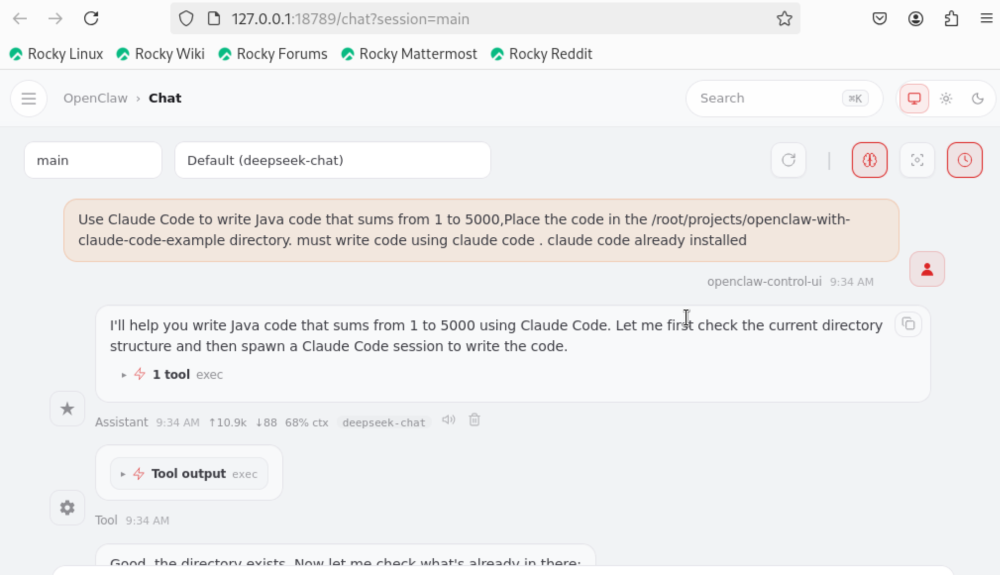 127.0.0.1:18789/chat?session=main
Rocky Linux Rocky Wiki Rocky Forums Rocky Mattermost Rocky Reddit
OpenClaw › Chat Search ⌘K
main Default (deepseek-chat)
Use Claude Code to write Java code that sums from 1 to 5000,Place the code in the /root/projects/openclaw-with-
claude-code-example directory. must write code using claude code . claude code already installed
openclaw-control-ui 9:34 AM
I'll help you write Java code that sums from 1 to 5000 using Claude Code. Let me first check the current directory
structure and then spawn a Claude Code session to write the code.
1 tool exec
Assistant 9:34 AM ↑10.9k ↓88 68% ctx deepseek-chat
Tool output exec
Tool 9:34 AM
Good, the directory exists. Now let me check what's already in there: